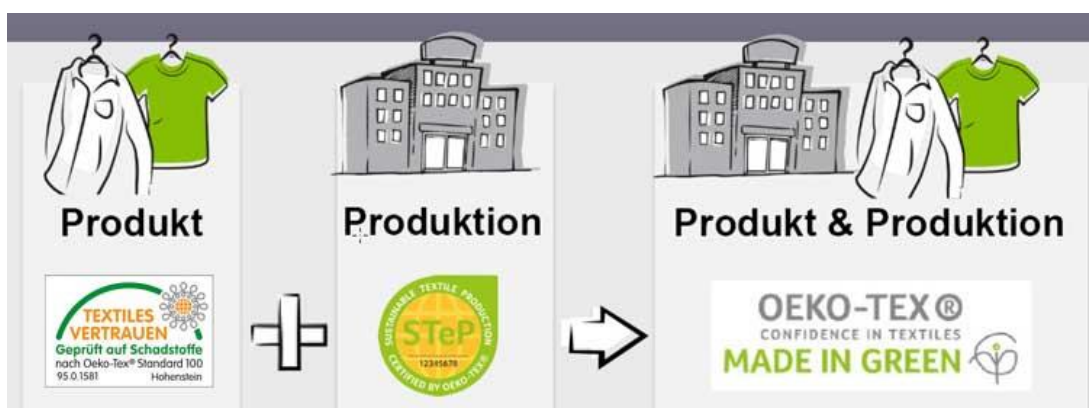 Produkt
TEXTILES
VERTRAUEN
Geprüft auf Schadstoffe
nach Oeko-Tex® Standard 100
95.0.1581 Hohenstein
Produktion
SUSTAINABLE TEXTILE PRODUCTION
STeP
12345678
CERTIFIED BY OEKO-TEX®
Produkt & Produktion
OEKO-TEX®
CONFIDENCE IN TEXTILES
MADE IN GREEN